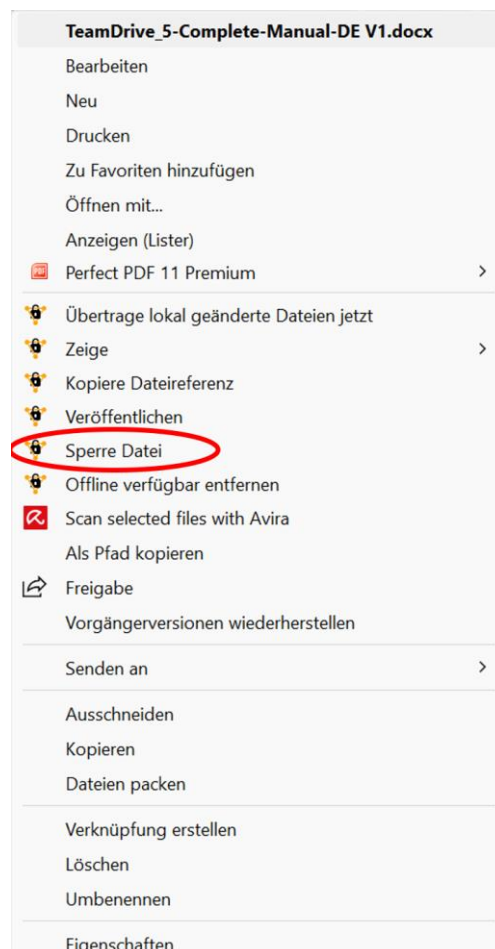 TeamDrive_5-Complete-Manual-DE V1.docx
Bearbeiten
Neu
Drucken
Zu Favoriten hinzufügen
Öffnen mit...
Anzeigen (Lister)
Perfect PDF 11 Premium
Übertrage lokal geänderte Dateien jetzt
Zeige
Kopiere Dateireferenz
Veröffentlichen
Sperre Datei
Offline verfügbar entfernen
Scan selected files with Avira
Als Pfad kopieren
Freigabe
Vorgängerversionen wiederherstellen
Senden an
Ausschneiden
Kopieren
Dateien packen
Verknüpfung erstellen
Löschen
Umbenennen
Eigenschaften